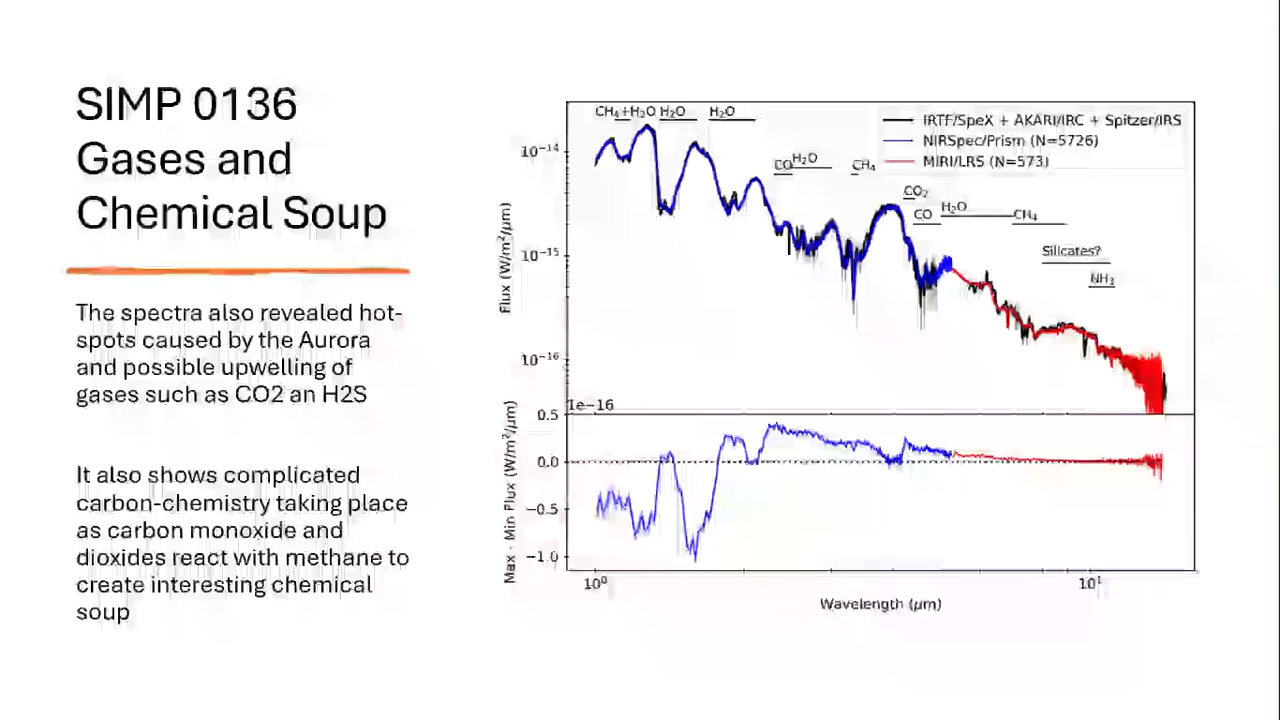 SIMP 0136
Gases and
Chemical Soup
The spectra also revealed hot-
spots caused by the Aurora
and possible upwelling of
gases such as CO2 an H2S
It also shows complicated
carbon-chemistry taking place
as carbon monoxide and
dioxides react with methane to
create interesting chemical
soup
CH₄+H₂O H₂O H₂O
IRTF/SpeX + AKARI/IRC + Spitzer/IRS
NIRSpec/Prism (N=5726)
MIRI/LRS (N=573)
CO H₂O CH₄
CO₂
CO H₂O CH₄
Silicates?
NH₃
Flux (W/m²/μm)
10⁻¹⁴
10⁻¹⁵
10⁻¹⁶
1e−16
Max - Min Flux (W/m²/μm)
0.5
0.0
−0.5
−1.0
10⁰ 10¹
Wavelength (μm)